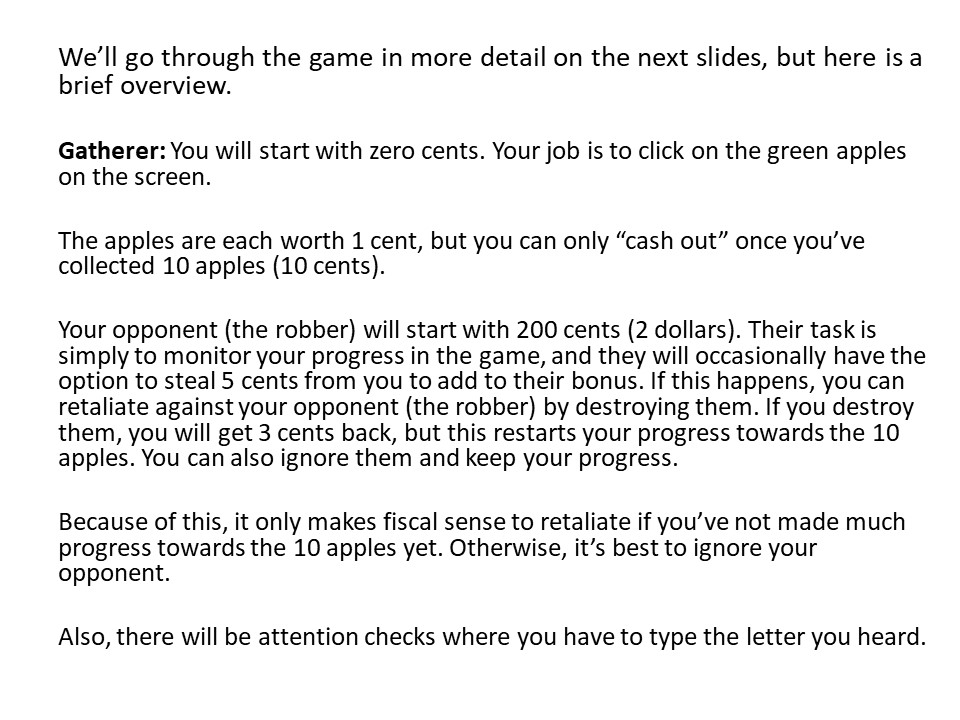 We’ll go through the game in more detail on the next slides, but here is a
brief overview.
Gatherer: You will start with zero cents. Your job is to click on the green apples
on the screen.
The apples are each worth 1 cent, but you can only “cash out” once you’ve
collected 10 apples (10 cents).
Your opponent (the robber) will start with 200 cents (2 dollars). Their task is
simply to monitor your progress in the game, and they will occasionally have the
option to steal 5 cents from you to add to their bonus. If this happens, you can
retaliate against your opponent (the robber) by destroying them. If you destroy
them, you will get 3 cents back, but this restarts your progress towards the 10
apples. You can also ignore them and keep your progress.
Because of this, it only makes fiscal sense to retaliate if you’ve not made much
progress towards the 10 apples yet. Otherwise, it’s best to ignore your
opponent.
Also, there will be attention checks where you have to type the letter you heard.